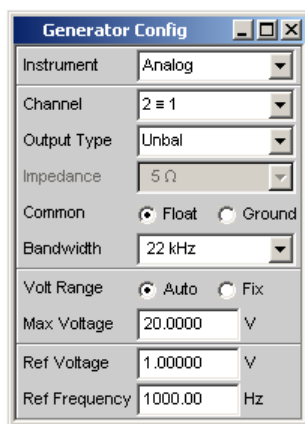 Generator Config
Instrument Analog
Channel 2 ≡ 1
Output Type Unbal
Impedance 5 Ω
Common Float Ground
Bandwidth 22 kHz
Volt Range Auto Fix
Max Voltage 20.0000 V
Ref Voltage 1.00000 V
Ref Frequency 1000.00 Hz